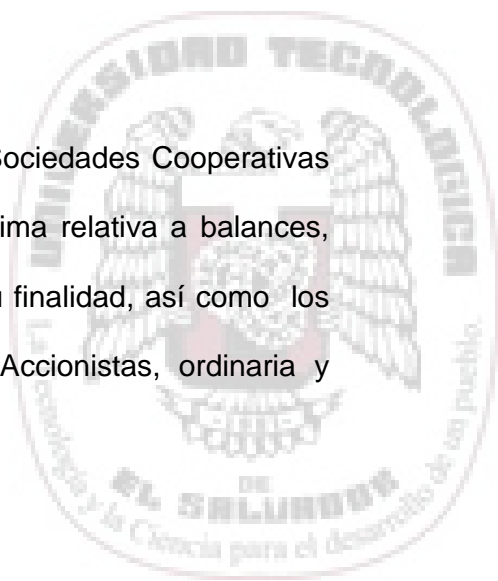 UNIVERSIDAD TECNOLOGICA
Sociedades Cooperativas
ima relativa a balances,
u finalidad, así como los
Accionistas, ordinaria y
DE
EL SALVADOR
La Tecnología y la Ciencia para el desarrollo de un pueblo.